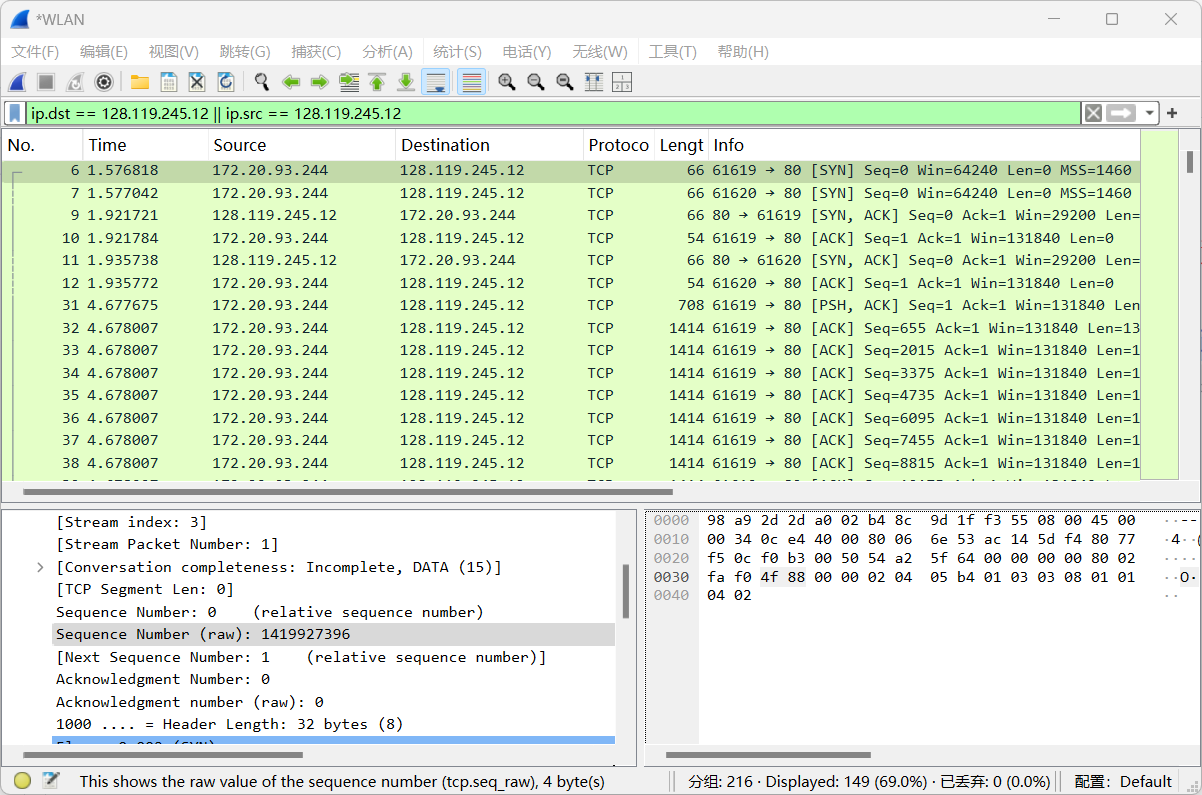 *WLAN
文件(F) 编辑(E) 视图(V) 跳转(G) 捕获(C) 分析(A) 统计(S) 电话(Y) 无线(W) 工具(T) 帮助(H)
ip.dst == 128.119.245.12 || ip.src == 128.119.245.12
No. Time Source Destination Protoco Lengt Info
6 1.576818 172.20.93.244 128.119.245.12 TCP 66 61619 → 80 [SYN] Seq=0 Win=64240 Len=0 MSS=1460
7 1.577042 172.20.93.244 128.119.245.12 TCP 66 61620 → 80 [SYN] Seq=0 Win=64240 Len=0 MSS=1460
9 1.921721 128.119.245.12 172.20.93.244 TCP 66 80 → 61619 [SYN, ACK] Seq=0 Ack=1 Win=29200 Len=
10 1.921784 172.20.93.244 128.119.245.12 TCP 54 61619 → 80 [ACK] Seq=1 Ack=1 Win=131840 Len=0
11 1.935738 128.119.245.12 172.20.93.244 TCP 66 80 → 61620 [SYN, ACK] Seq=0 Ack=1 Win=29200 Len=
12 1.935772 172.20.93.244 128.119.245.12 TCP 54 61620 → 80 [ACK] Seq=1 Ack=1 Win=131840 Len=0
31 4.677675 172.20.93.244 128.119.245.12 TCP 708 61619 → 80 [PSH, ACK] Seq=1 Ack=1 Win=131840 Len
32 4.678007 172.20.93.244 128.119.245.12 TCP 1414 61619 → 80 [ACK] Seq=655 Ack=1 Win=131840 Len=13
33 4.678007 172.20.93.244 128.119.245.12 TCP 1414 61619 → 80 [ACK] Seq=2015 Ack=1 Win=131840 Len=1
34 4.678007 172.20.93.244 128.119.245.12 TCP 1414 61619 → 80 [ACK] Seq=3375 Ack=1 Win=131840 Len=1
35 4.678007 172.20.93.244 128.119.245.12 TCP 1414 61619 → 80 [ACK] Seq=4735 Ack=1 Win=131840 Len=1
36 4.678007 172.20.93.244 128.119.245.12 TCP 1414 61619 → 80 [ACK] Seq=6095 Ack=1 Win=131840 Len=1
37 4.678007 172.20.93.244 128.119.245.12 TCP 1414 61619 → 80 [ACK] Seq=7455 Ack=1 Win=131840 Len=1
38 4.678007 172.20.93.244 128.119.245.12 TCP 1414 61619 → 80 [ACK] Seq=8815 Ack=1 Win=131840 Len=1
[Stream index: 3]
[Stream Packet Number: 1]
[Conversation completeness: Incomplete, DATA (15)]
[TCP Segment Len: 0]
Sequence Number: 0 (relative sequence number)
Sequence Number (raw): 1419927396
[Next Sequence Number: 1 (relative sequence number)]
Acknowledgment Number: 0
Acknowledgment number (raw): 0
1000 .... = Header Length: 32 bytes (8)
0000 98 a9 2d 2d a0 02 b4 8c 9d 1f f3 55 08 00 45 00 ··--
0010 00 34 0c e4 40 00 80 06 6e 53 ac 14 5d f4 80 77 ·4··
0020 f5 0c f0 b3 00 50 54 a2 5f 64 00 00 00 00 80 02 ····
0030 fa f0 4f 88 00 00 02 04 05 b4 01 03 03 08 01 01 ··O·
0040 04 02 ··
This shows the raw value of the sequence number (tcp.seq_raw), 4 byte(s) 分组: 216 · Displayed: 149 (69.0%) · 已丢弃: 0 (0.0%) 配置: Default